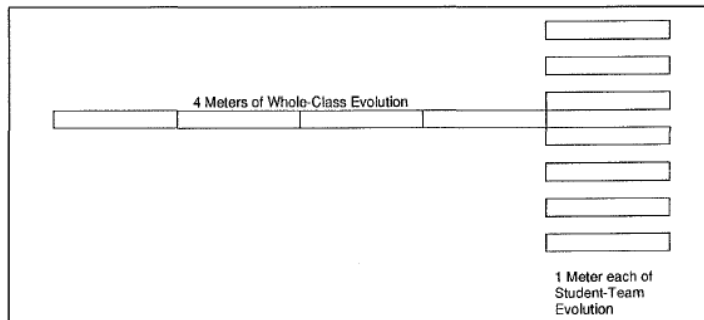 4 Meters of Whole-Class Evolution
1 Meter each of
Student-Team
Evolution